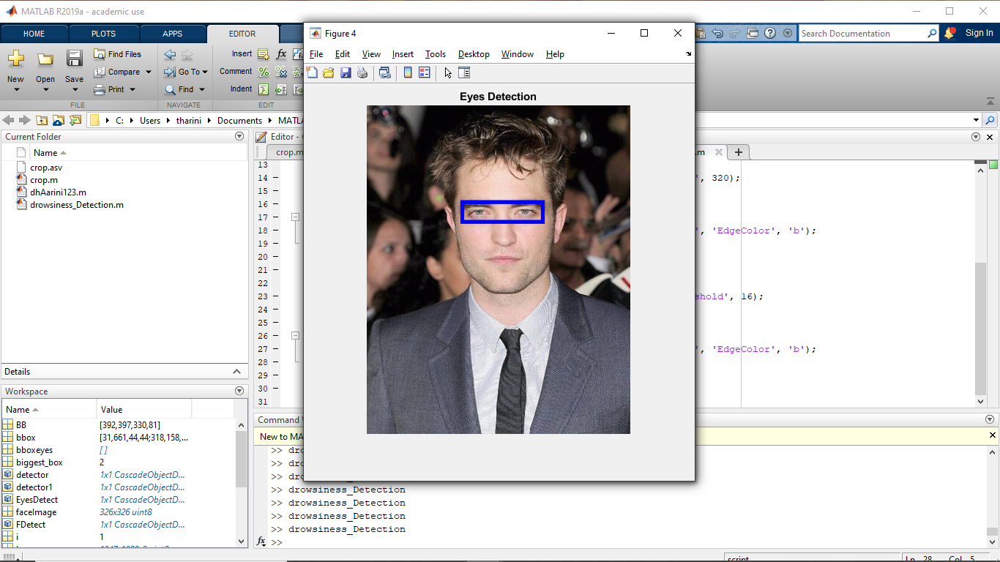 MATLAB R2019a - academic use
HOME PLOTS APPS EDITOR
Search Documentation Sign In
New Open Save
Find Files
Compare
Print
FILE
Go To
Find
NAVIGATE
Insert
Comment
Indent
EDIT
C: Users tharini Documents
Current Folder
Name
crop.asv
crop.m
dhAarini123.m
drowsiness_Detection.m
Details
Workspace
Name Value
BB [392,397,330,81]
bbox [31,661,44,44;318,158,...
bboxeyes []
biggest_box 2
detector 1x1 CascadeObjectD...
detector1 1x1 CascadeObjectD...
EyesDetect 1x1 CascadeObjectD...
faceImage 326x326 uint8
FDetect 1x1 CascadeObjectD...
i 1
Figure 4
File Edit View Insert Tools Desktop Window Help
Eyes Detection
Editor -
crop.m
.m
13
14 ', 320);
15
16
17
18 ', 'EdgeColor', 'b');
19
20
21
22
23 shold', 16);
24
25
26
27 ', 'EdgeColor', 'b');
28
29
30
31
Command
New to MA
>> dro
>> dro
>> dro
>> drowsiness_Detection
>> drowsiness_Detection
>> drowsiness_Detection
>> drowsiness_Detection
fx >>
script Ln 28 Col 5